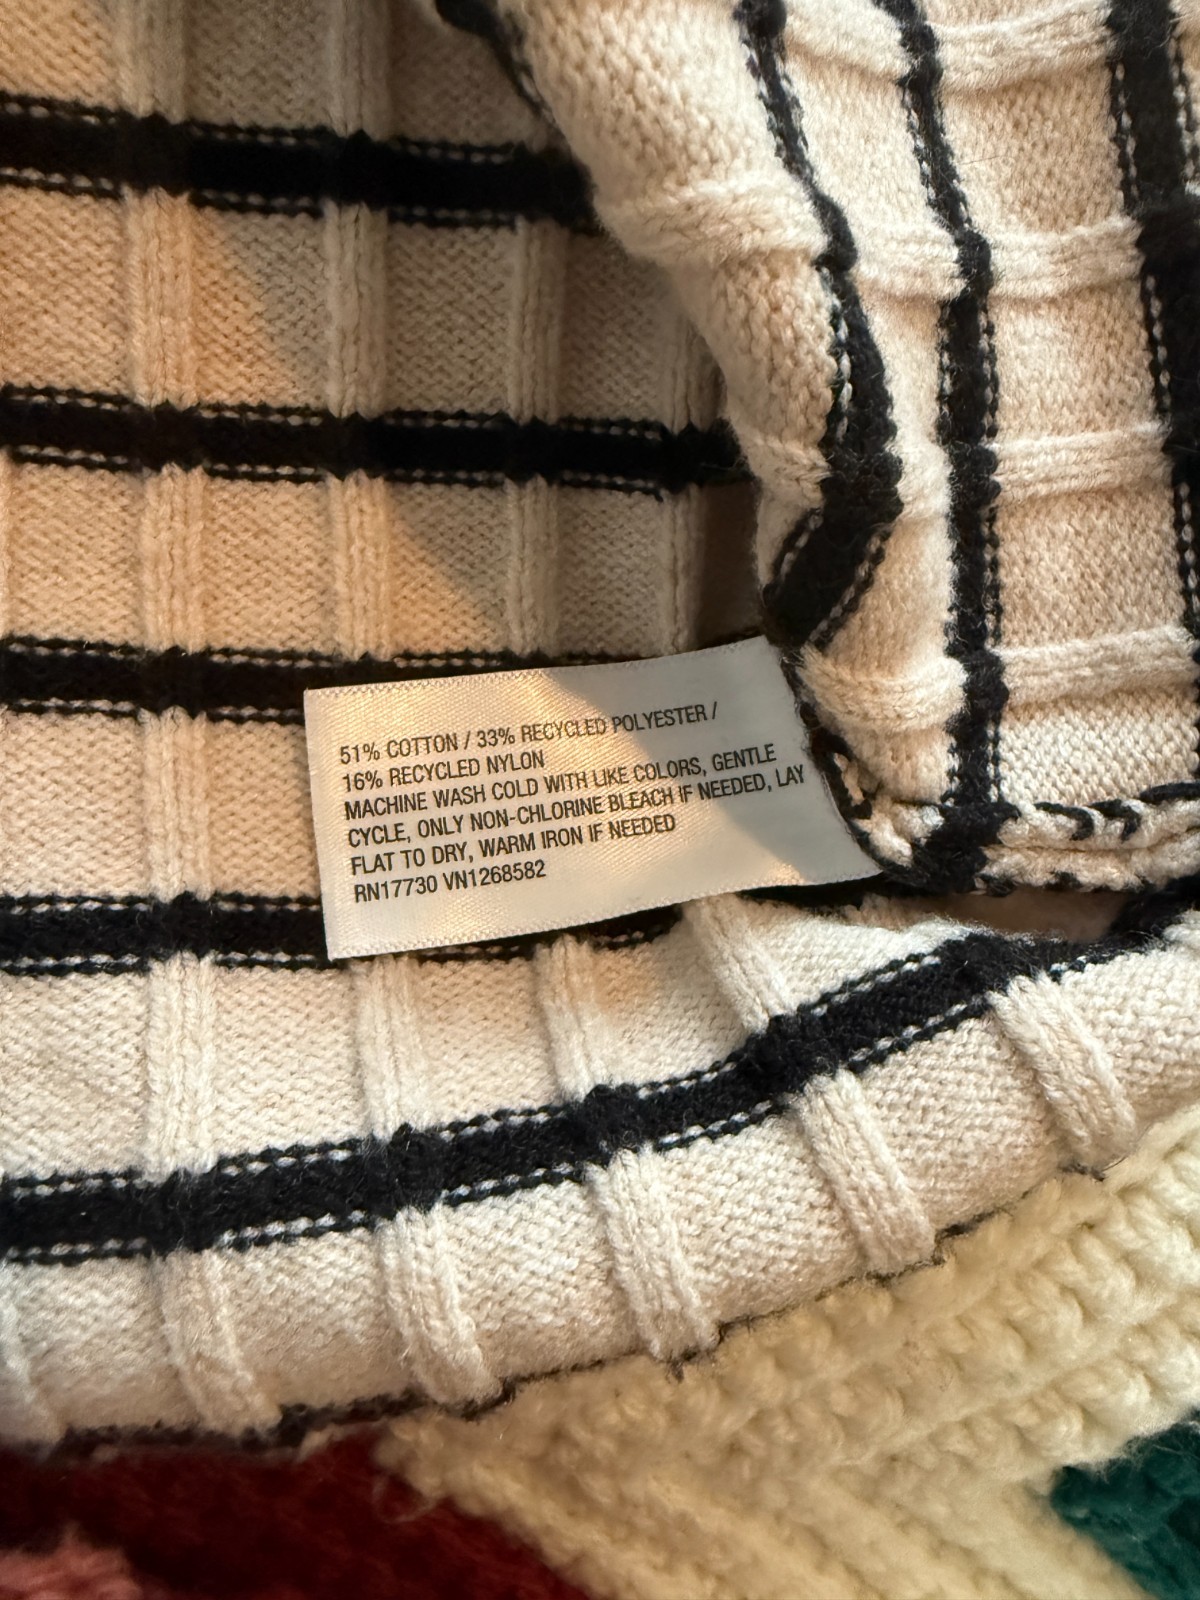 51% COTTON / 33% RECYCLED POLYESTER /
16% RECYCLED NYLON
MACHINE WASH COLD WITH LIKE COLORS, GENTLE
CYCLE, ONLY NON-CHLORINE BLEACH IF NEEDED, LAY
FLAT TO DRY, WARM IRON IF NEEDED
RN17730 VN1268582